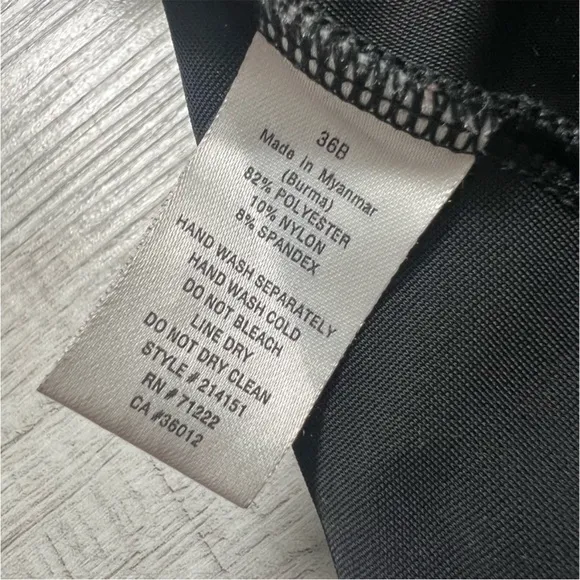 36B
Made in Myanmar
(Burma)
82% POLYESTER
10% NYLON
8% SPANDEX
HAND WASH SEPARATELY
HAND WASH COLD
DO NOT BLEACH
LINE DRY
DO NOT DRY CLEAN
STYLE # 214151
RN # 71222
CA #36012